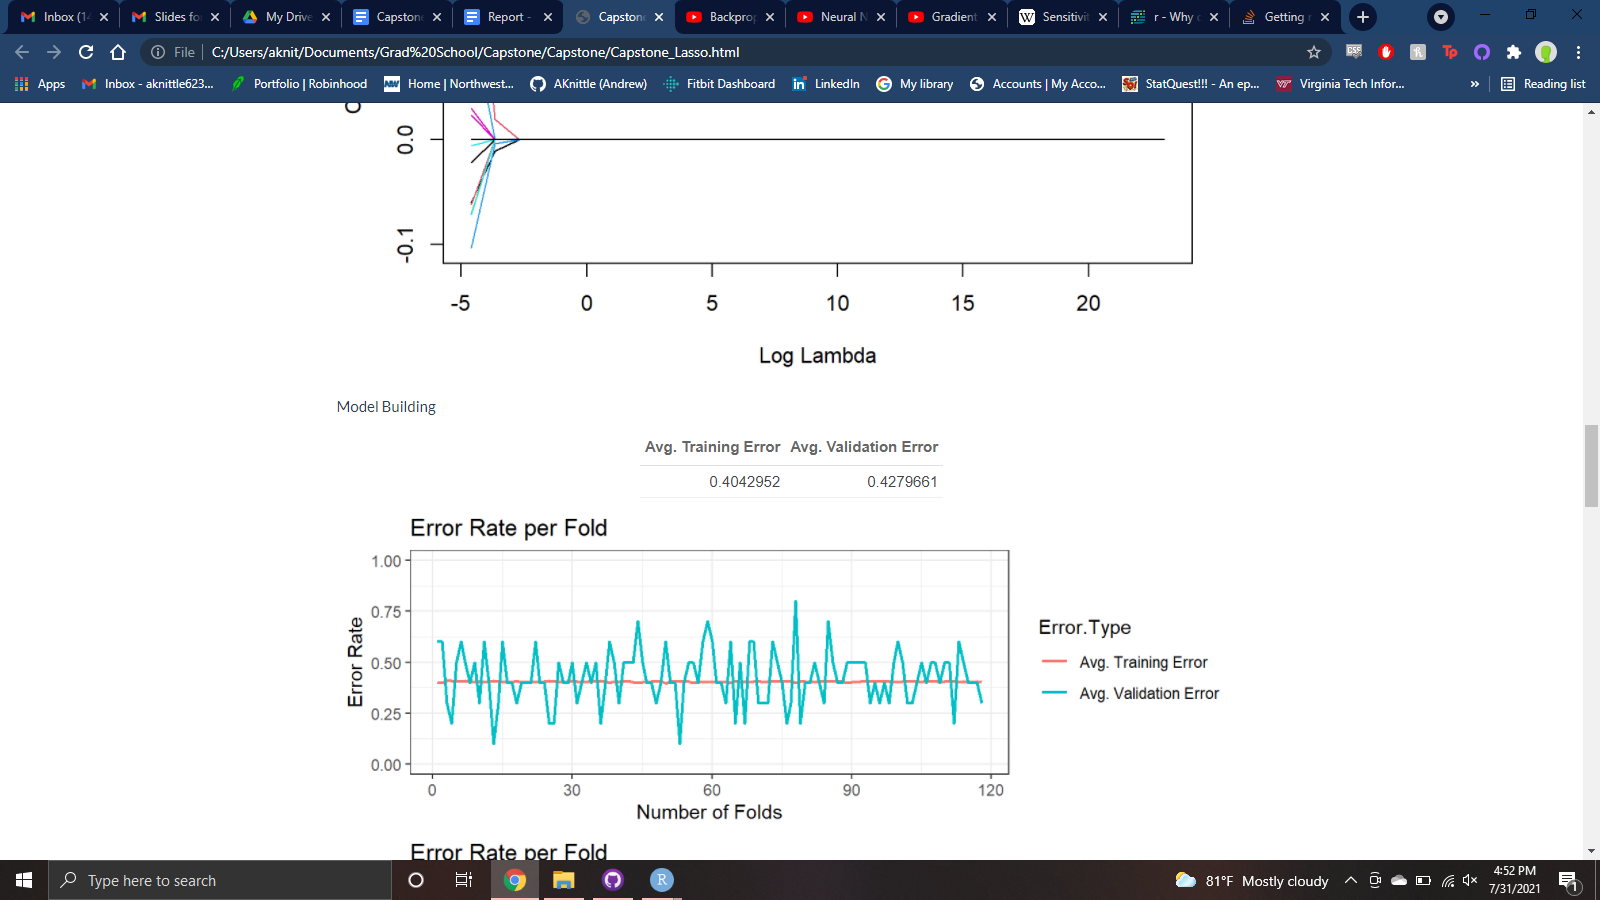 Inbox (14
Slides fo
My Drive
Capston
Report -
Capston
Backprop
Neural N
Gradient
Sensitivit
r - Why
Getting
File
C:/Users/aknit/Documents/Grad%20School/Capstone/Capstone/Capstone_Lasso.html
Apps
Inbox - aknittle623...
Portfolio | Robinhood
Home | Northwest...
AKnittle (Andrew)
Fitbit Dashboard
LinkedIn
My library
Accounts | My Acco...
StatQuest!!! - An ep...
Virginia Tech Infor...
»
Reading list
0.0
-0.1
-5 0 5 10 15 20
Log Lambda
Model Building
Avg. Training Error Avg. Validation Error
0.4042952 0.4279661
Error Rate per Fold
1.00
0.75
0.50
0.25
0.00
Error Rate
0 30 60 90 120
Number of Folds
Error.Type
Avg. Training Error
Avg. Validation Error
Error Rate per Fold
Type here to search
81°F Mostly cloudy
4:52 PM
7/31/2021
1